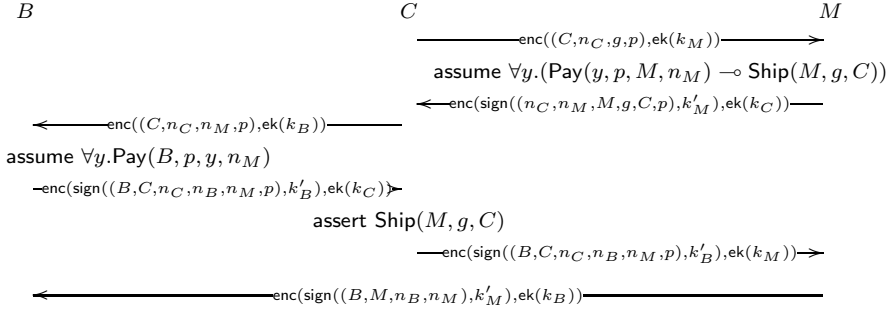 B C M
enc((C,n_C,g,p),ek(k_M))
assume ∀y.(Pay(y, p, M, n_M) ⊸ Ship(M, g, C))
enc(sign((n_C,n_M,M,g,C,p),k′_M),ek(k_C))
enc((C,n_C,n_M,p),ek(k_B))
assume ∀y.Pay(B, p, y, n_M)
enc(sign((B,C,n_C,n_B,n_M,p),k′_B),ek(k_C))
assert Ship(M, g, C)
enc(sign((B,C,n_C,n_B,n_M,p),k′_B),ek(k_M))
enc(sign((B,M,n_B,n_M),k′_M),ek(k_B))